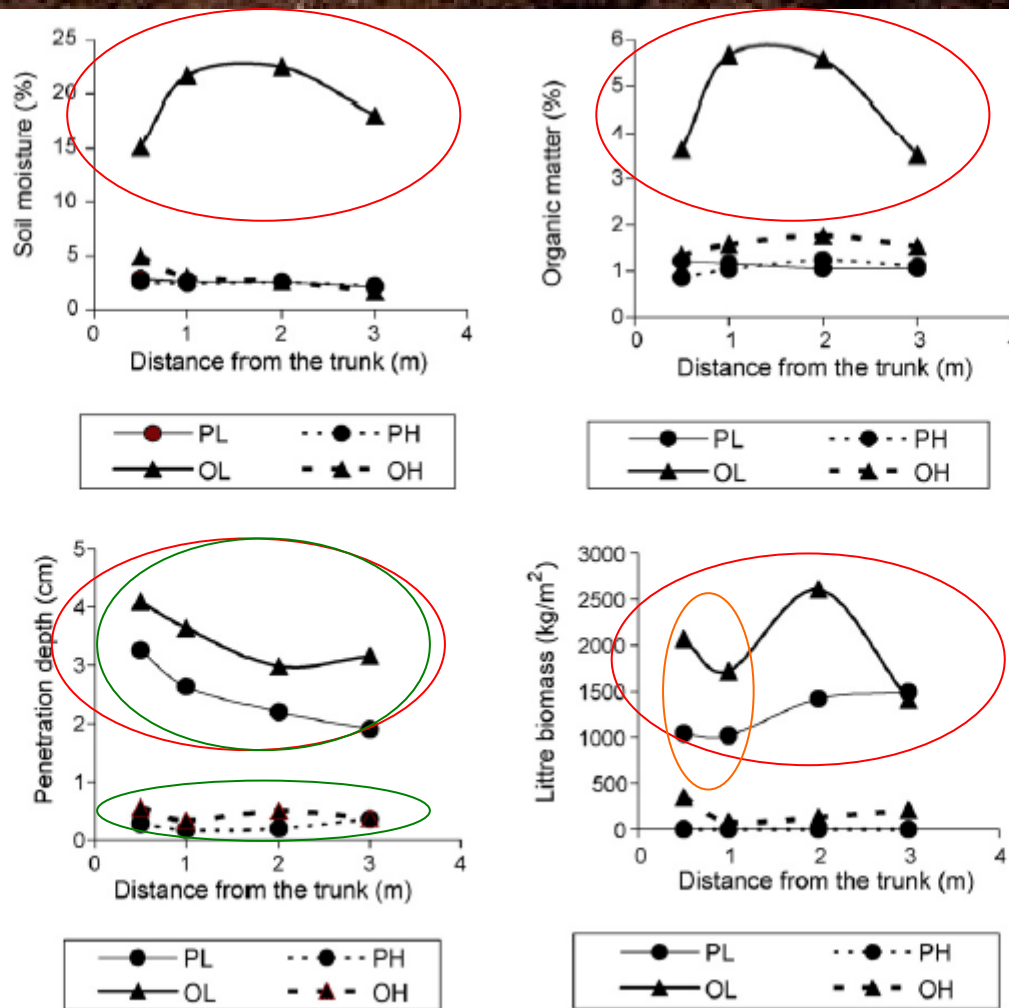 25
20
15
10
5
0
Soil moisture (%)
0 1 2 3 4
Distance from the trunk (m)
PL PH
OL OH
6
5
4
3
2
1
0
Organic matter (%)
0 1 2 3
Distance from the trunk (m)
PL PH
OL OH
5
4
3
2
1
0
Penetration depth (cm)
0 1 2 3 4
Distance from the trunk (m)
PL PH
OL OH
3000
2500
2000
1500
1000
500
0
Littre biomass (kg/m²)
0 1 2 3 4
Distance from the trunk (m)
PL PH
OL OH